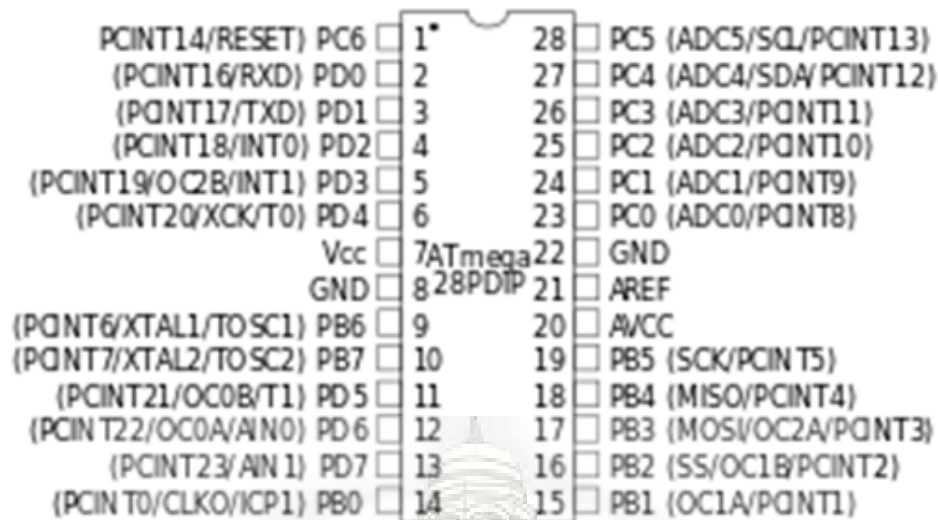 PCINT14/RESET) PC6 1 28 PC5 (ADC5/SCL/PCINT13)
(PCINT16/RXD) PD0 2 27 PC4 (ADC4/SDA/PCINT12)
(PCINT17/TXD) PD1 3 26 PC3 (ADC3/PCINT11)
(PCINT18/INT0) PD2 4 25 PC2 (ADC2/PCINT10)
(PCINT19/OC2B/INT1) PD3 5 24 PC1 (ADC1/PCINT9)
(PCINT20/XCK/T0) PD4 6 23 PC0 (ADC0/PCINT8)
Vcc 7 ATmega 22 GND
GND 8 28PDIP 21 AREF
(PCINT6/XTAL1/TOSC1) PB6 9 20 AVCC
(PCINT7/XTAL2/TOSC2) PB7 10 19 PB5 (SCK/PCINT5)
(PCINT21/OC0B/T1) PD5 11 18 PB4 (MISO/PCINT4)
(PCINT22/OC0A/AIN0) PD6 12 17 PB3 (MOSI/OC2A/PCINT3)
(PCINT23/AIN1) PD7 13 16 PB2 (SS/OC1B/PCINT2)
(PCINT0/CLKO/ICP1) PB0 14 15 PB1 (OC1A/PCINT1)